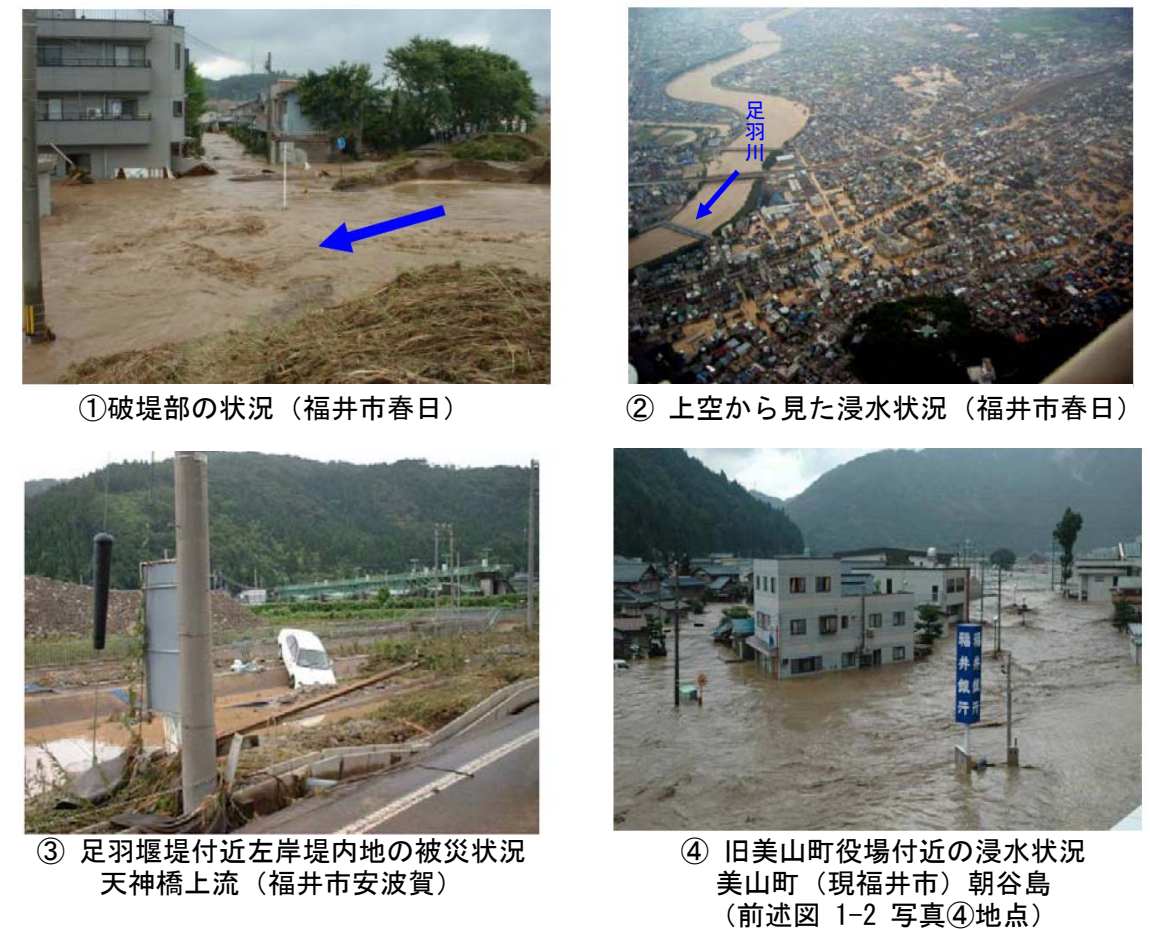 足羽川
①破堤部の状況（福井市春日）
② 上空から見た浸水状況（福井市春日）
福井銀行
福井銀行
③ 足羽堰堤付近左岸堤内地の被災状況
天神橋上流（福井市安波賀）
④ 旧美山町役場付近の浸水状況
美山町（現福井市）朝谷島
（前述図 1-2 写真④地点）